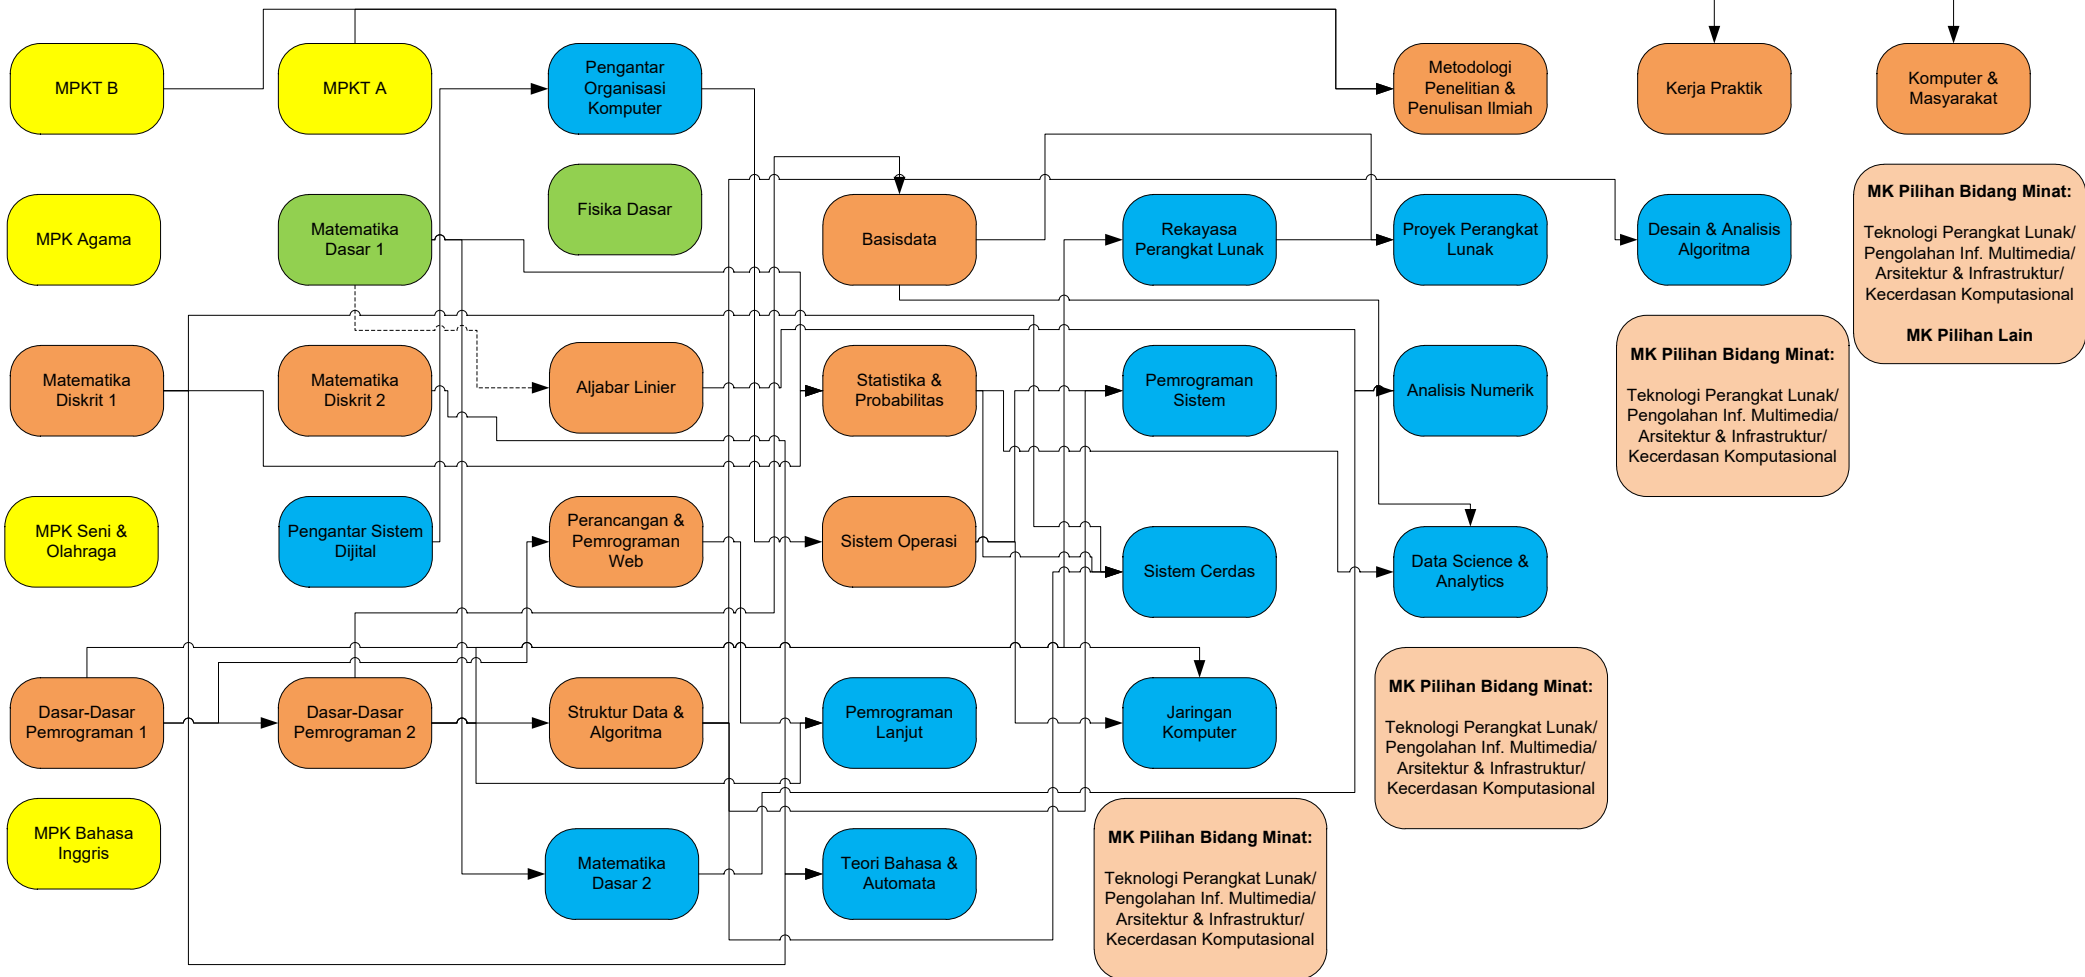 MPKT B
MPK Agama
Matematika
Diskrit 1
MPK Seni &
Olahraga
Dasar-Dasar
Pemrograman 1
MPK Bahasa
Inggris
MPKT A
Matematika
Dasar 1
Matematika
Diskrit 2
Pengantar Sistem
Dijital
Dasar-Dasar
Pemrograman 2
Pengantar
Organisasi
Komputer
Fisika Dasar
Aljabar Linier
Perancangan &
Pemrograman
Web
Struktur Data &
Algoritma
Matematika
Dasar 2
Basisdata
Statistika &
Probabilitas
Sistem Operasi
Pemrograman
Lanjut
Teori Bahasa &
Automata
Rekayasa
Perangkat Lunak
Pemrograman
Sistem
Sistem Cerdas
Jaringan
Komputer
MK Pilihan Bidang Minat:
Teknologi Perangkat Lunak/
Pengolahan Inf. Multimedia/
Arsitektur & Infrastruktur/
Kecerdasan Komputasional
Metodologi
Penelitian &
Penulisan Ilmiah
Proyek Perangkat
Lunak
Analisis Numerik
Data Science &
Analytics
MK Pilihan Bidang Minat:
Teknologi Perangkat Lunak/
Pengolahan Inf. Multimedia/
Arsitektur & Infrastruktur/
Kecerdasan Komputasional
Kerja Praktik
Desain & Analisis
Algoritma
MK Pilihan Bidang Minat:
Teknologi Perangkat Lunak/
Pengolahan Inf. Multimedia/
Arsitektur & Infrastruktur/
Kecerdasan Komputasional
Komputer &
Masyarakat
MK Pilihan Bidang Minat:
Teknologi Perangkat Lunak/
Pengolahan Inf. Multimedia/
Arsitektur & Infrastruktur/
Kecerdasan Komputasional
MK Pilihan Lain